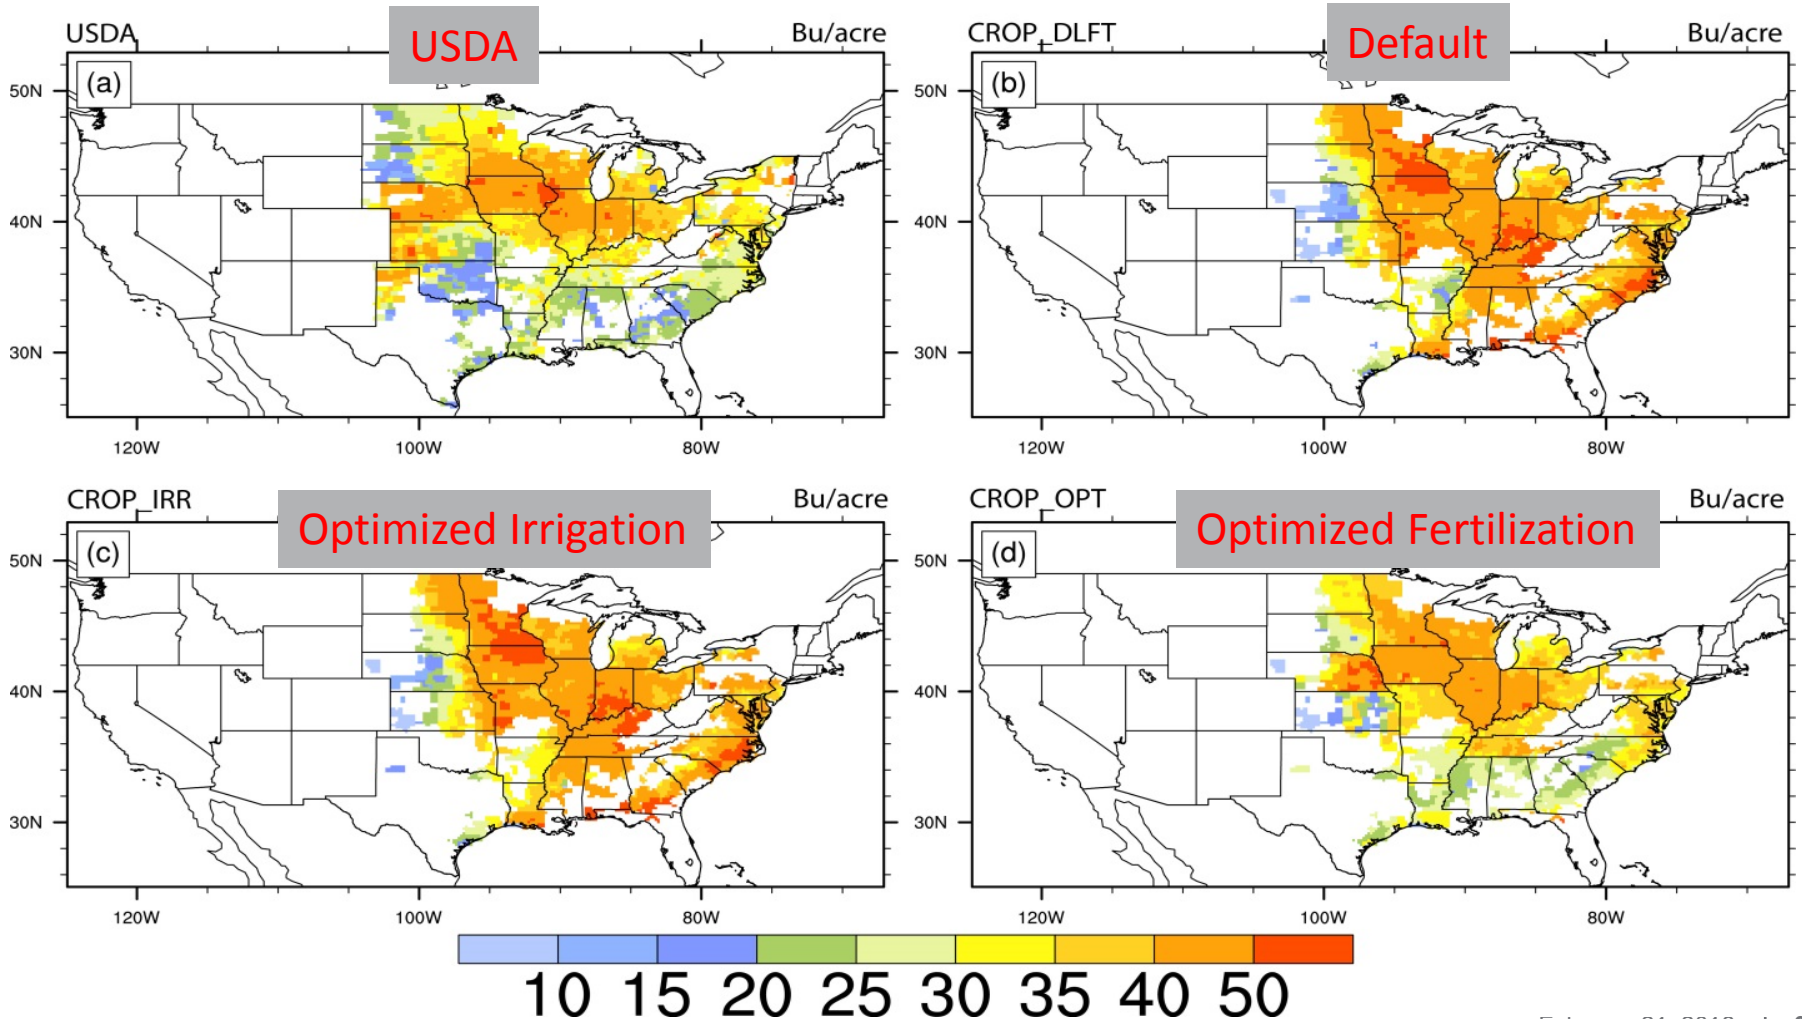 USDA USDA Bu/acre
(a)
50N
40N
30N
120W 100W 80W
CROP_DLFT Default Bu/acre
(b)
50N
40N
30N
120W 100W 80W
CROP_IRR Optimized Irrigation Bu/acre
(c)
50N
40N
30N
120W 100W 80W
CROP_OPT Optimized Fertilization Bu/acre
(d)
50N
40N
30N
120W 100W 80W
10 15 20 25 30 35 40 50